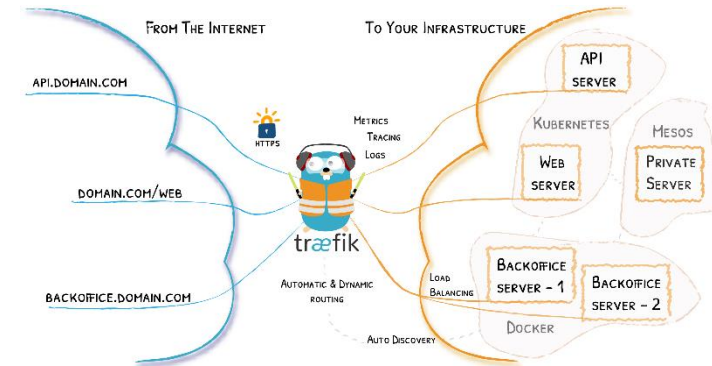 FROM THE INTERNET
TO YOUR INFRASTRUCTURE
API.DOMAIN.COM
DOMAIN.COM/WEB
BACKOFFICE.DOMAIN.COM
HTTPS
METRICS
TRACING
LOGS
træfik
AUTOMATIC & DYNAMIC
ROUTING
LOAD
BALANCING
AUTO DISCOVERY
API
SERVER
KUBERNETES
WEB
SERVER
MESOS
PRIVATE
SERVER
BACKOFFICE
SERVER - 1
BACKOFFICE
SERVER - 2
DOCKER